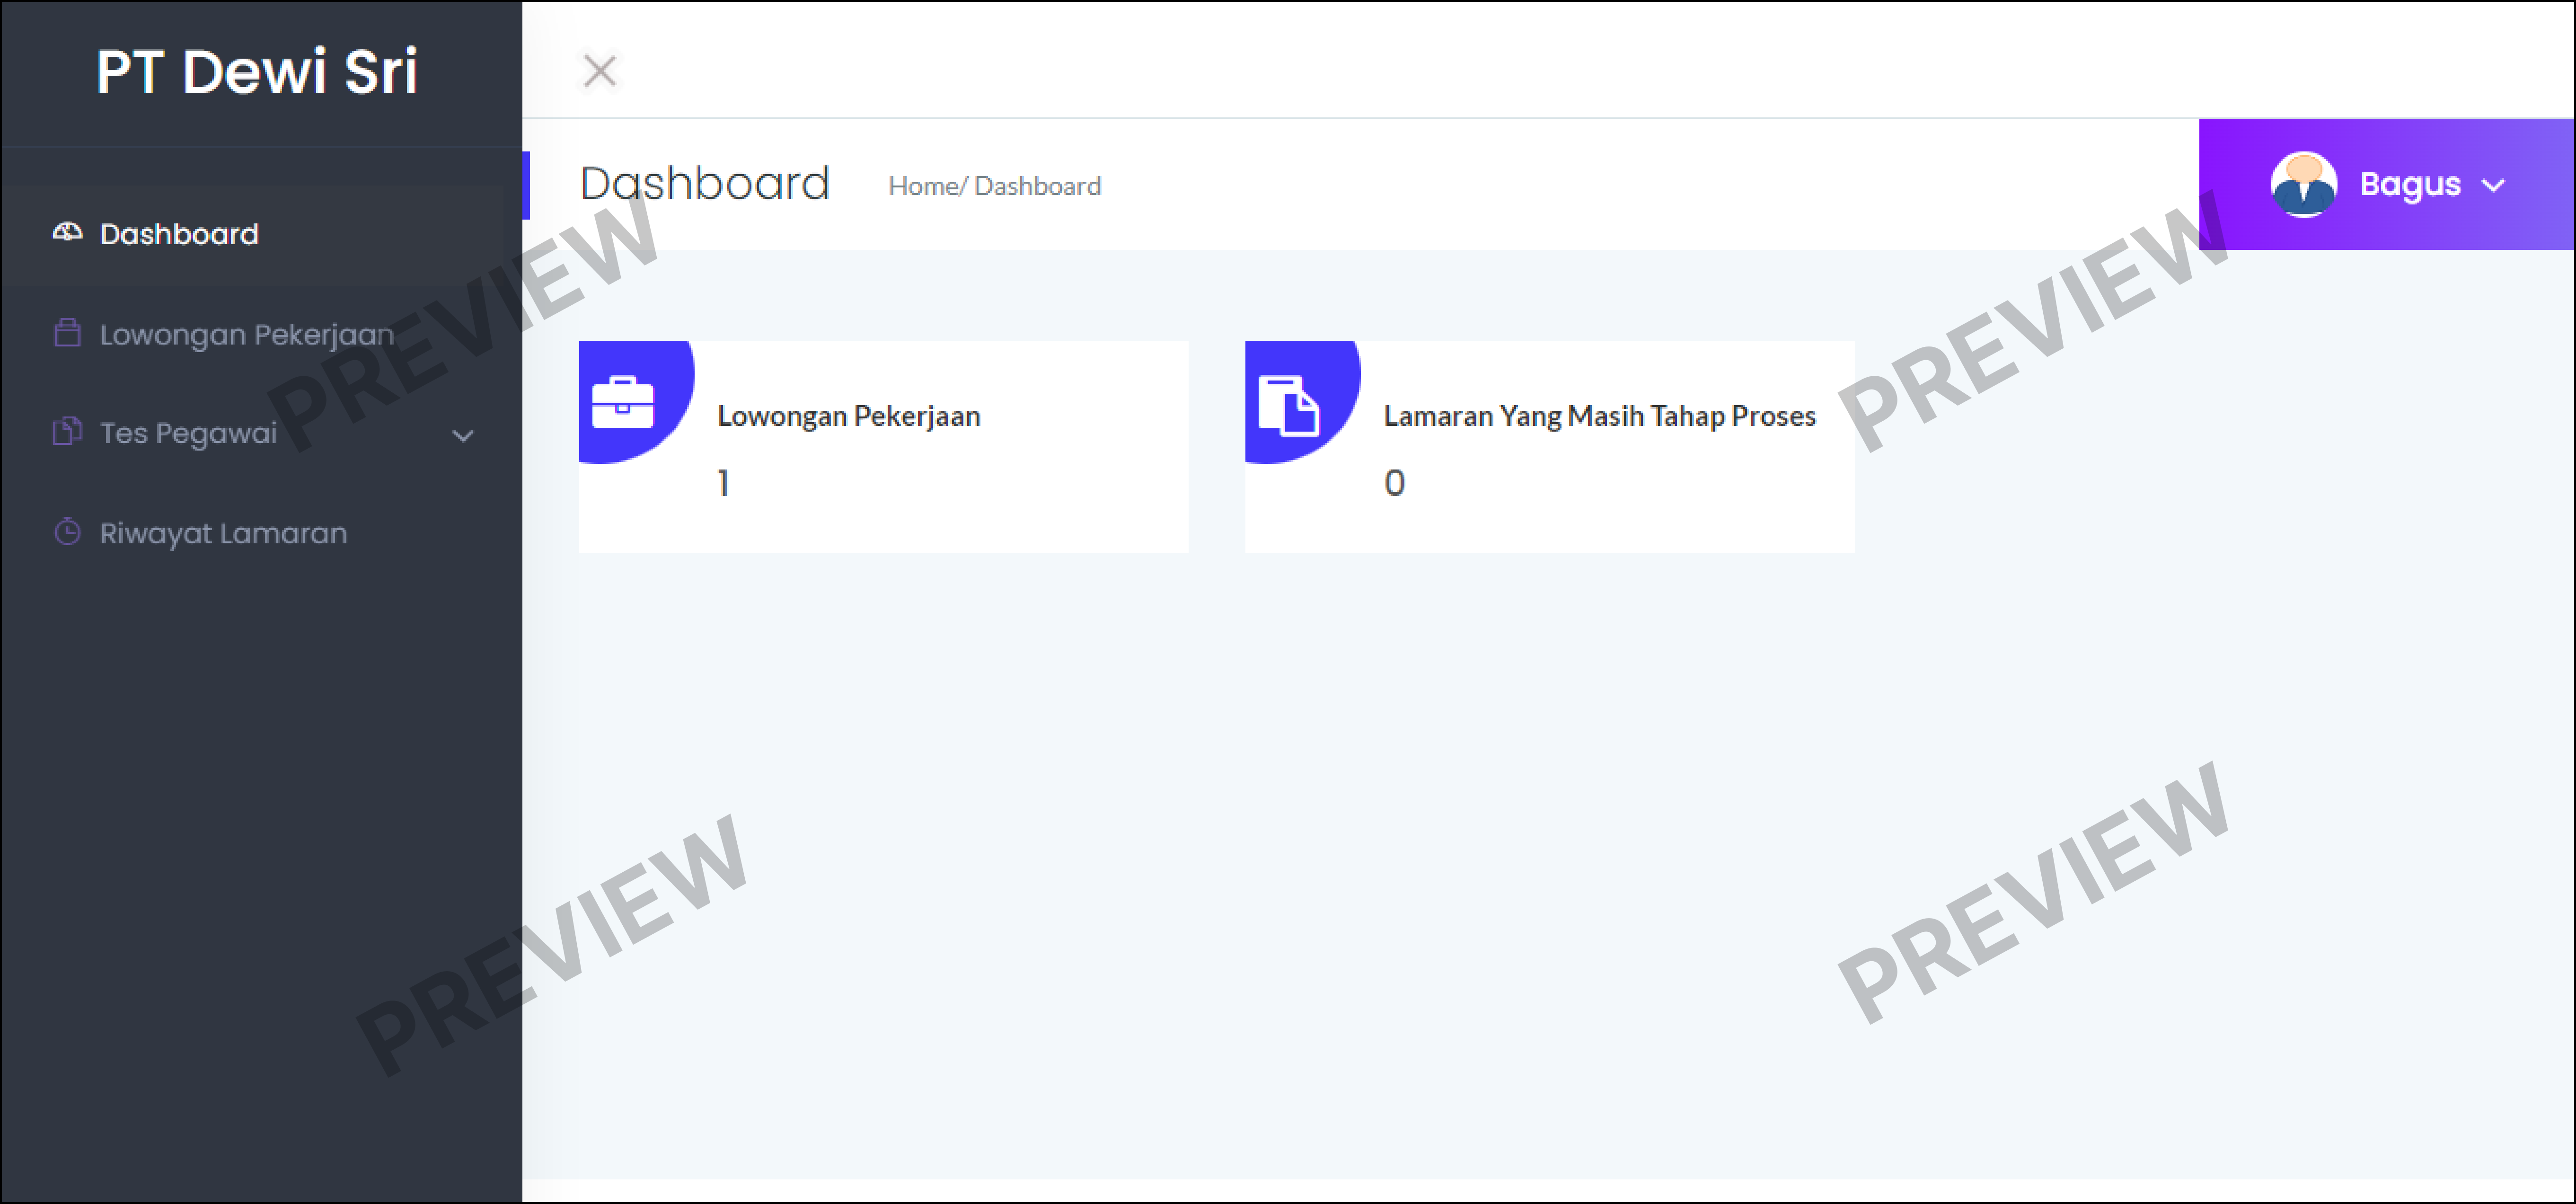 PT Dewi Sri
Dashboard
Lowongan Pekerjaan
Tes Pegawai
Riwayat Lamaran
Dashboard
Home/ Dashboard
Bagus
Lowongan Pekerjaan
1
Lamaran Yang Masih Tahap Proses
0
PREVIEW
PREVIEW
PREVIEW
PREVIEW